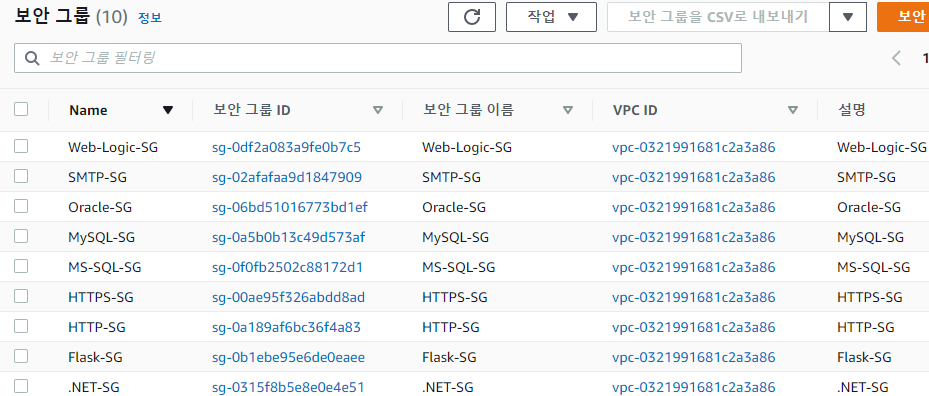 보안 그룹 (10) 정보 작업 보안 그룹을 CSV로 내보내기 보안
보안 그룹 필터링 1
Name 보안 그룹 ID 보안 그룹 이름 VPC ID 설명
Web-Logic-SG sg-0df2a083a9fe0b7c5 Web-Logic-SG vpc-0321991681c2a3a86 Web-Logic-SG
SMTP-SG sg-02afafaa9d1847909 SMTP-SG vpc-0321991681c2a3a86 SMTP-SG
Oracle-SG sg-06bd51016773bd1ef Oracle-SG vpc-0321991681c2a3a86 Oracle-SG
MySQL-SG sg-0a5b0b13c49d573af MySQL-SG vpc-0321991681c2a3a86 MySQL-SG
MS-SQL-SG sg-0f0fb2502c88172d1 MS-SQL-SG vpc-0321991681c2a3a86 MS-SQL-SG
HTTPS-SG sg-00ae95f326abdd8ad HTTPS-SG vpc-0321991681c2a3a86 HTTPS-SG
HTTP-SG sg-0a189af6bc36f4a83 HTTP-SG vpc-0321991681c2a3a86 HTTP-SG
Flask-SG sg-0b1ebe95e6de0eaee Flask-SG vpc-0321991681c2a3a86 Flask-SG
.NET-SG sg-0315f8b5e8e0e4e51 .NET-SG vpc-0321991681c2a3a86 .NET-SG